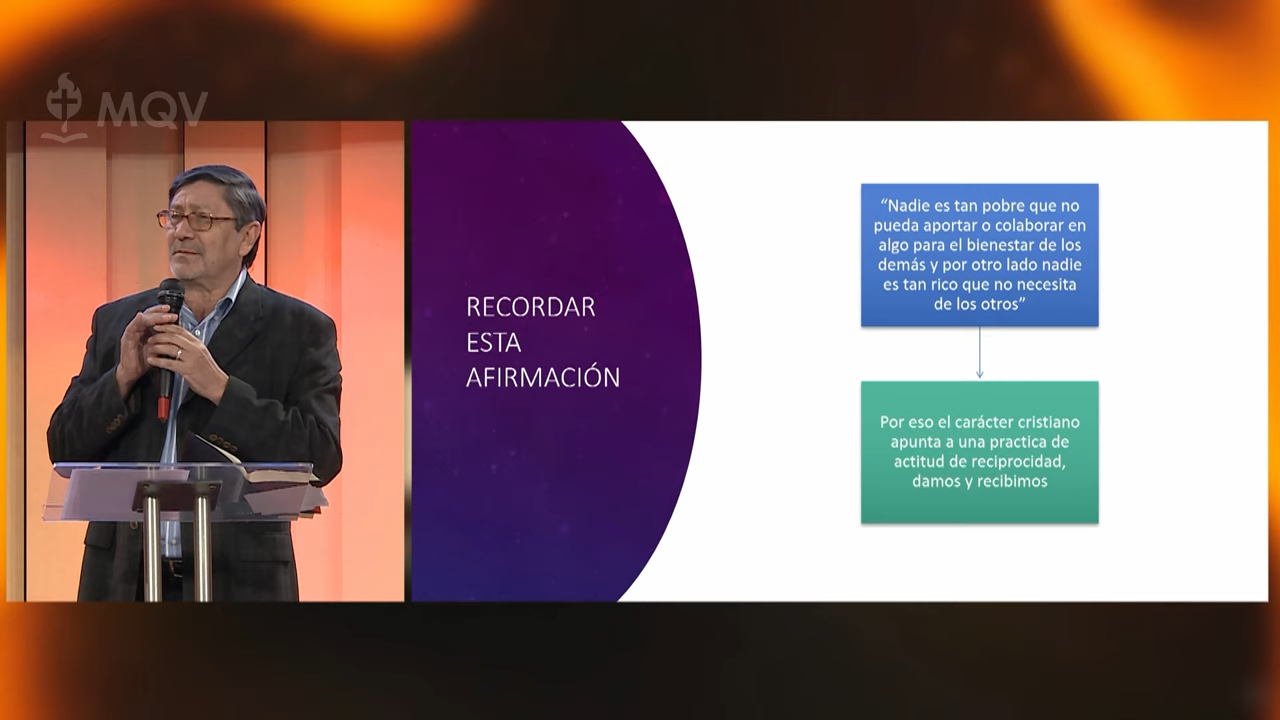 MQV
RECORDAR
ESTA
AFIRMACIÓN
“Nadie es tan pobre que no
pueda aportar o colaborar en
algo para el bienestar de los
demás y por otro lado nadie
es tan rico que no necesita
de los otros”
Por eso el carácter cristiano
apunta a una practica de
actitud de reciprocidad,
damos y recibimos